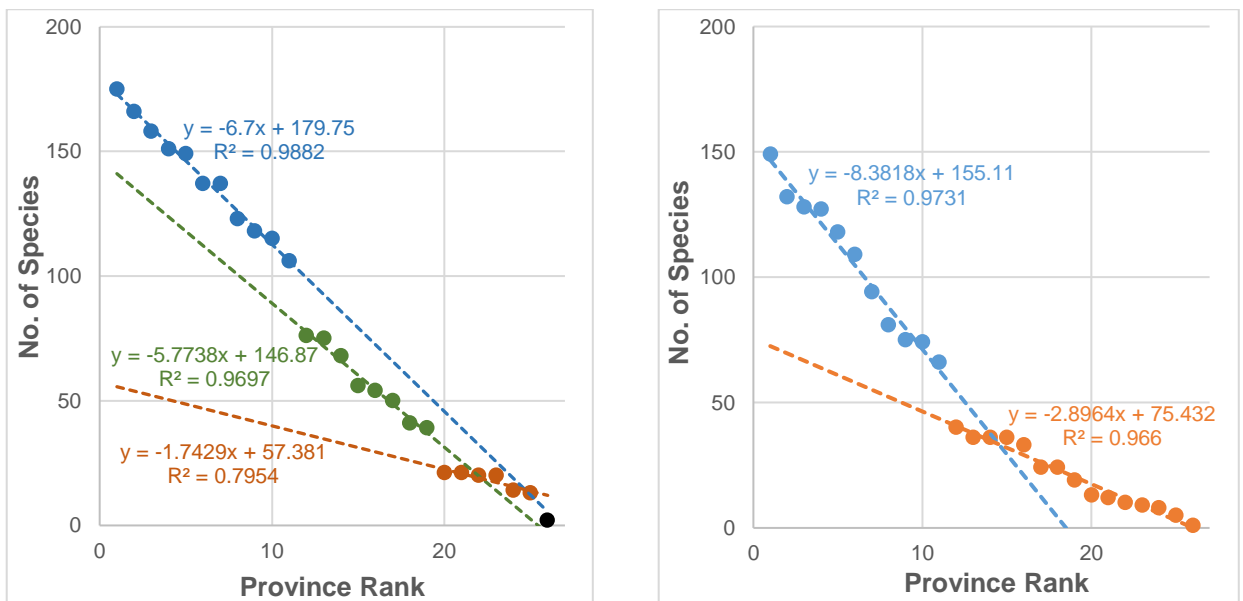 200
150
100
50
0
No. of Species
y = -6.7x + 179.75
R² = 0.9882
y = -5.7738x + 146.87
R² = 0.9697
y = -1.7429x + 57.381
R² = 0.7954
0
10
20
Province Rank
200
150
100
50
0
No. of Species
y = -8.3818x + 155.11
R² = 0.9731
y = -2.8964x + 75.432
R² = 0.966
0
10
20
Province Rank